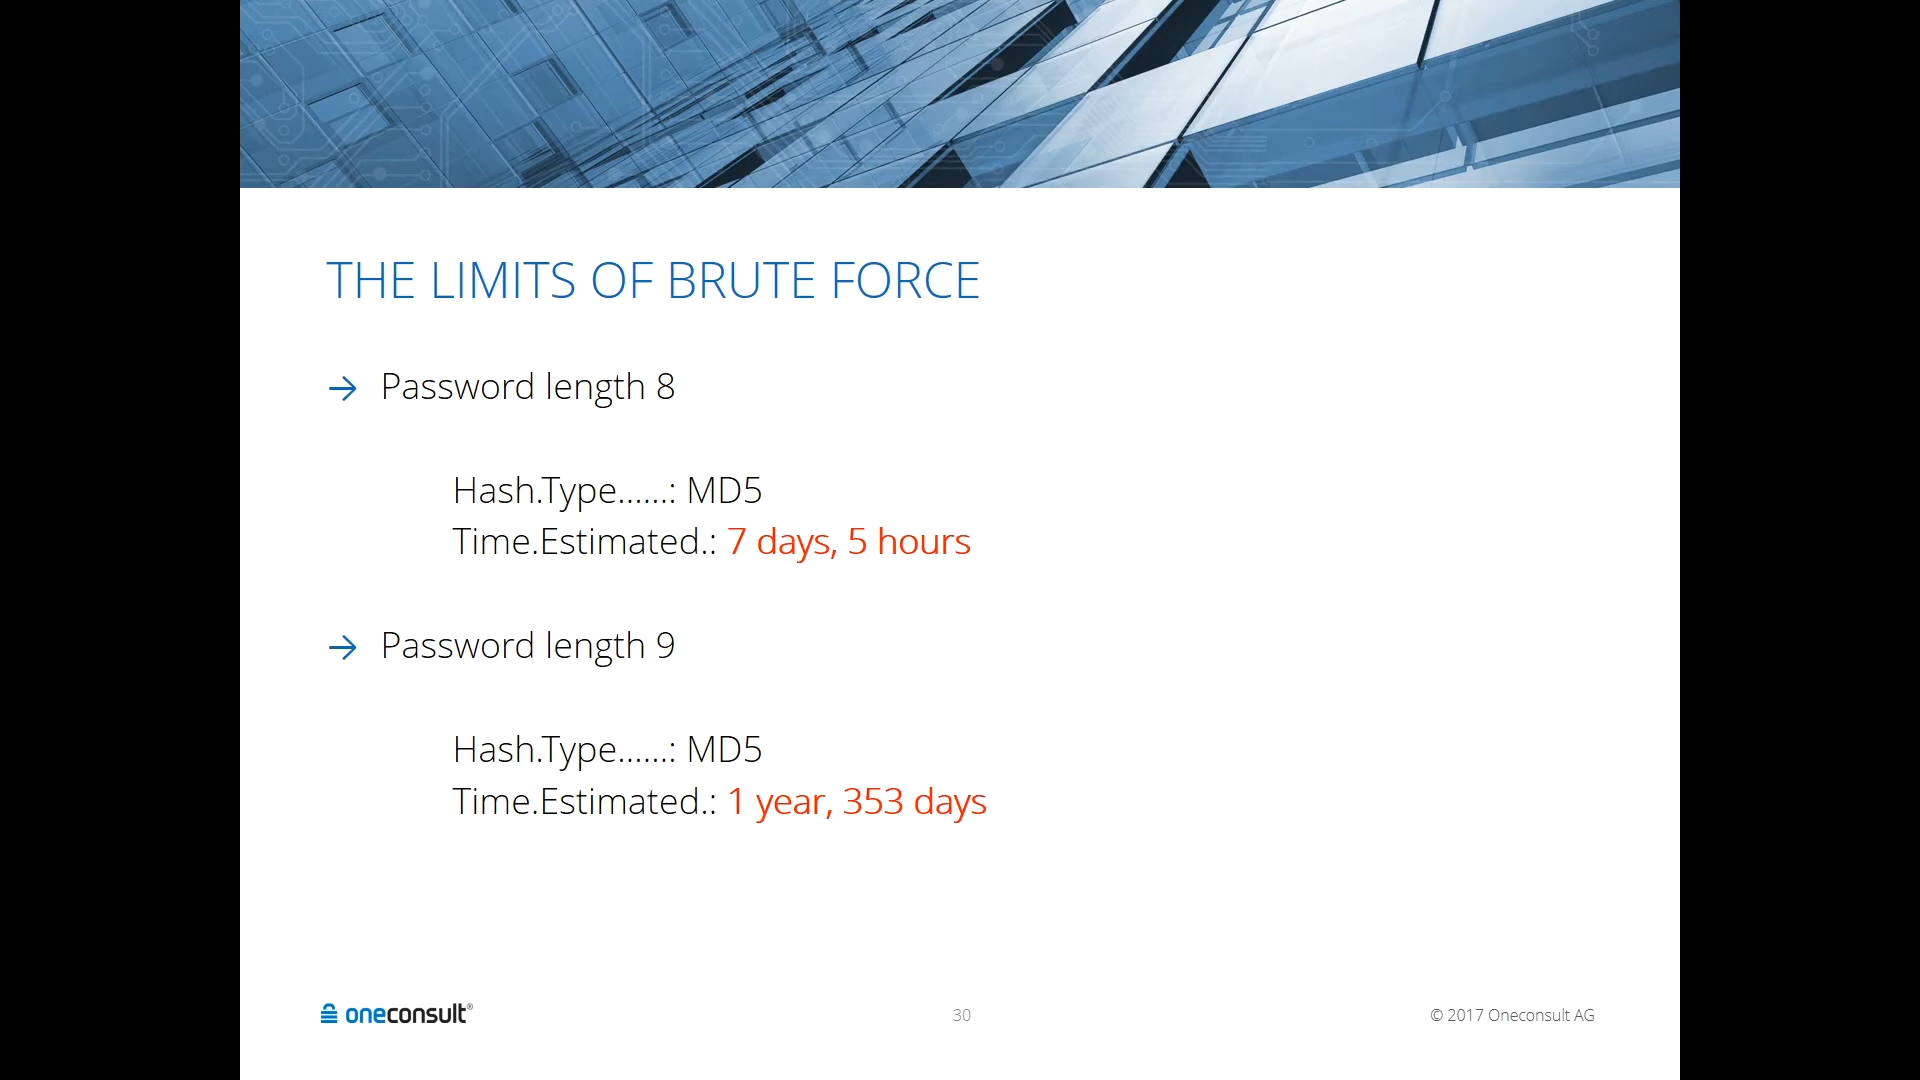 THE LIMITS OF BRUTE FORCE
→ Password length 8
Hash.Type......: MD5
Time.Estimated.: 7 days, 5 hours
→ Password length 9
Hash.Type......: MD5
Time.Estimated.: 1 year, 353 days
oneconsult®
30
© 2017 Oneconsult AG